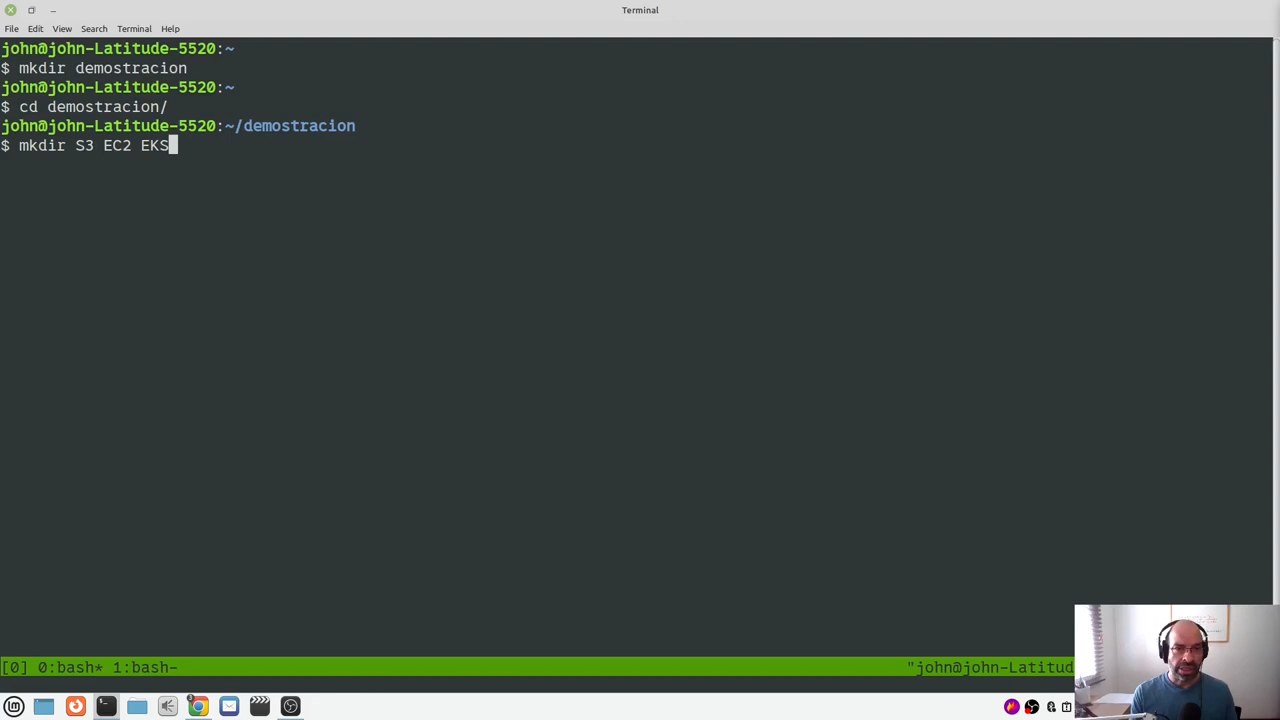 Terminal
File Edit View Search Terminal Help
john@john-Latitude-5520:~
$ mkdir demostracion
john@john-Latitude-5520:~
$ cd demostracion/
john@john-Latitude-5520:~/demostracion
$ mkdir S3 EC2 EKS
[0] 0:bash* 1:bash- "john@john-Latitud
3